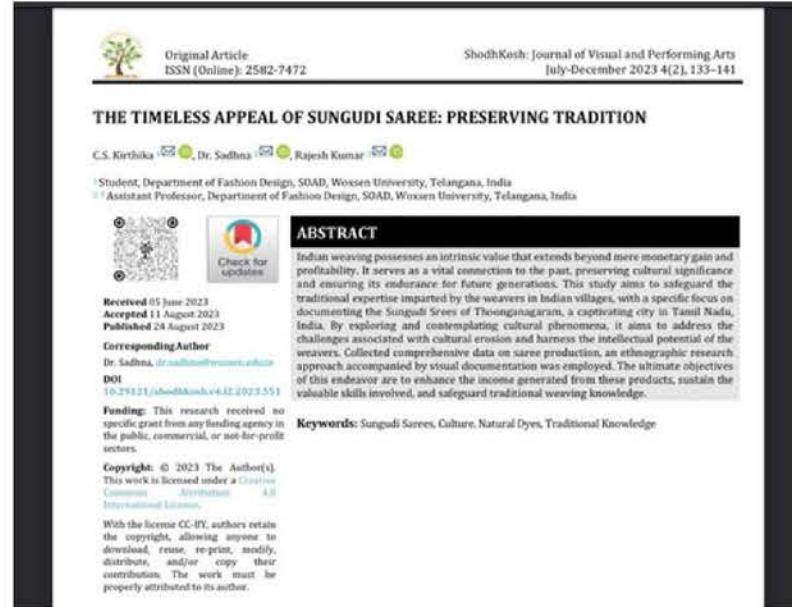 Original Article
ISSN (Online): 2582-7472
ShodhKosh: Journal of Visual and Performing Arts
July-December 2023 4(2), 133–141
THE TIMELESS APPEAL OF SUNGUDI SAREE: PRESERVING TRADITION
C.S. Kirthika, Dr. Sadhna, Rajesh Kumar
1 Student, Department of Fashion Design, SOAD, Woxsen University, Telangana, India
Assistant Professor, Department of Fashion Design, SOAD, Woxsen University, Telangana, India
Check for
updates
Received 05 June 2023
Accepted 11 August 2023
Published 24 August 2023
Corresponding Author
Dr. Sadhna, dr.sadhna@woxsen.edu.in
DOI
10.29121/shodhkosh.v4.i2.2023.551
Funding: This research received no
specific grant from any funding agency in
the public, commercial, or not-for-profit
sectors.
Copyright: © 2023 The Author(s).
This work is licensed under a Creative
Commons Attribution 4.0
International License.
With the license CC-BY, authors retain
the copyright, allowing anyone to
download, reuse, re-print, modify,
distribute, and/or copy their
contribution. The work must be
properly attributed to its author.
ABSTRACT
Indian weaving possesses an intrinsic value that extends beyond mere monetary gain and
profitability. It serves as a vital connection to the past, preserving cultural significance
and ensuring its endurance for future generations. This study aims to safeguard the
traditional expertise imparted by the weavers in Indian villages, with a specific focus on
documenting the Sungudi Srees of Thoonganagaram, a captivating city in Tamil Nadu,
India. By exploring and contemplating cultural phenomena, it aims to address the
challenges associated with cultural erosion and harness the intellectual potential of the
weavers. Collected comprehensive data on saree production, an ethnographic research
approach accompanied by visual documentation was employed. The ultimate objectives
of this endeavor are to enhance the income generated from these products, sustain the
valuable skills involved, and safeguard traditional weaving knowledge.
Keywords: Sungudi Sarees, Culture, Natural Dyes, Traditional Knowledge